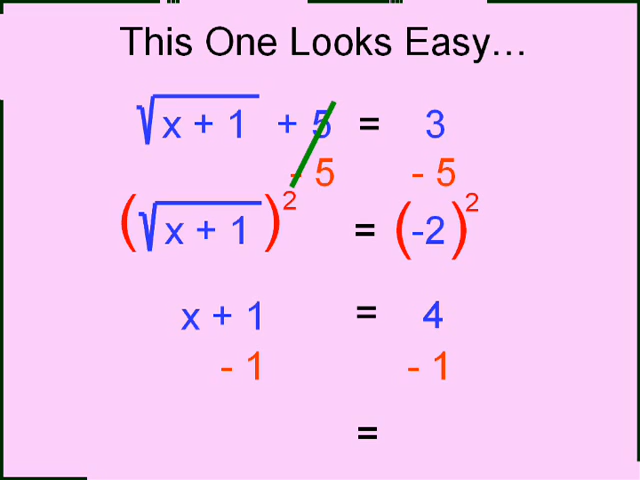 This One Looks Easy...
√x + 1 + 5 = 3
- 5 - 5
(√x + 1)² = (-2)²
x + 1 = 4
- 1 - 1
=